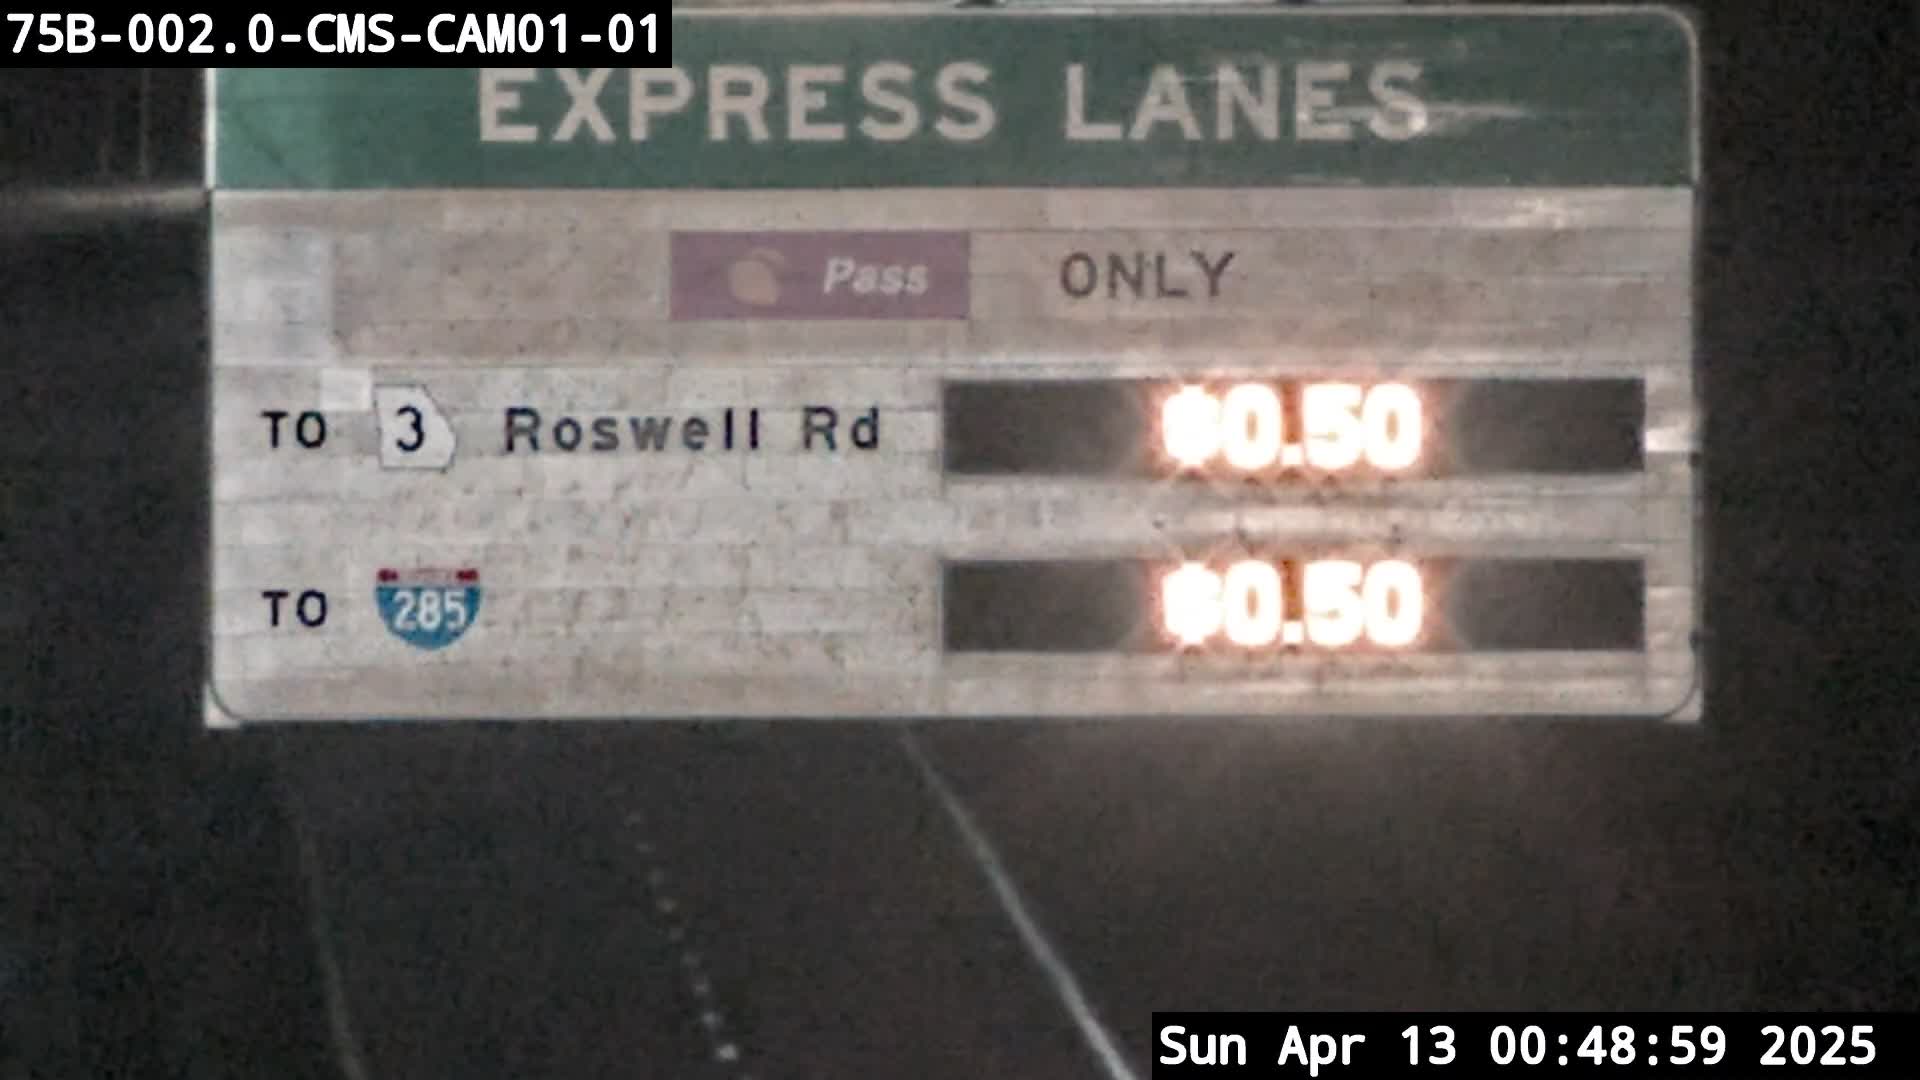 75B-002.0-CMS-CAM01-01
EXPRESS LANES
Pass ONLY
TO 3 Roswell Rd $0.50
TO 285 $0.50
Sun Apr 13 00:48:59 2025